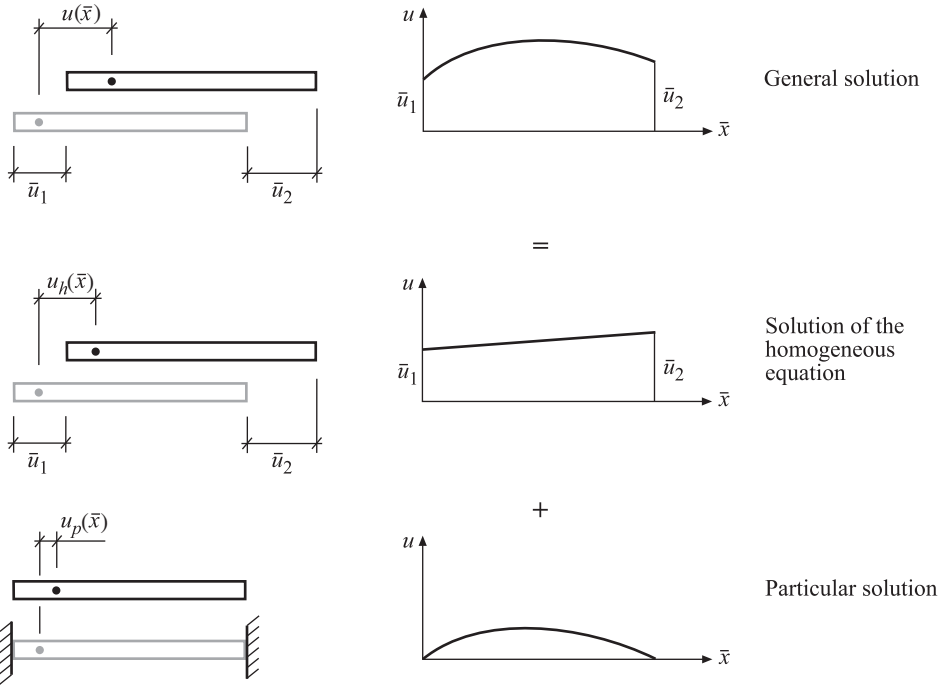 u(x̄)
ū₁
ū₂
u
ū₁
ū₂
x̄
General solution
=
uₕ(x̄)
ū₁
ū₂
u
ū₁
ū₂
x̄
Solution of the
homogeneous
equation
+
uₚ(x̄)
u
x̄
Particular solution